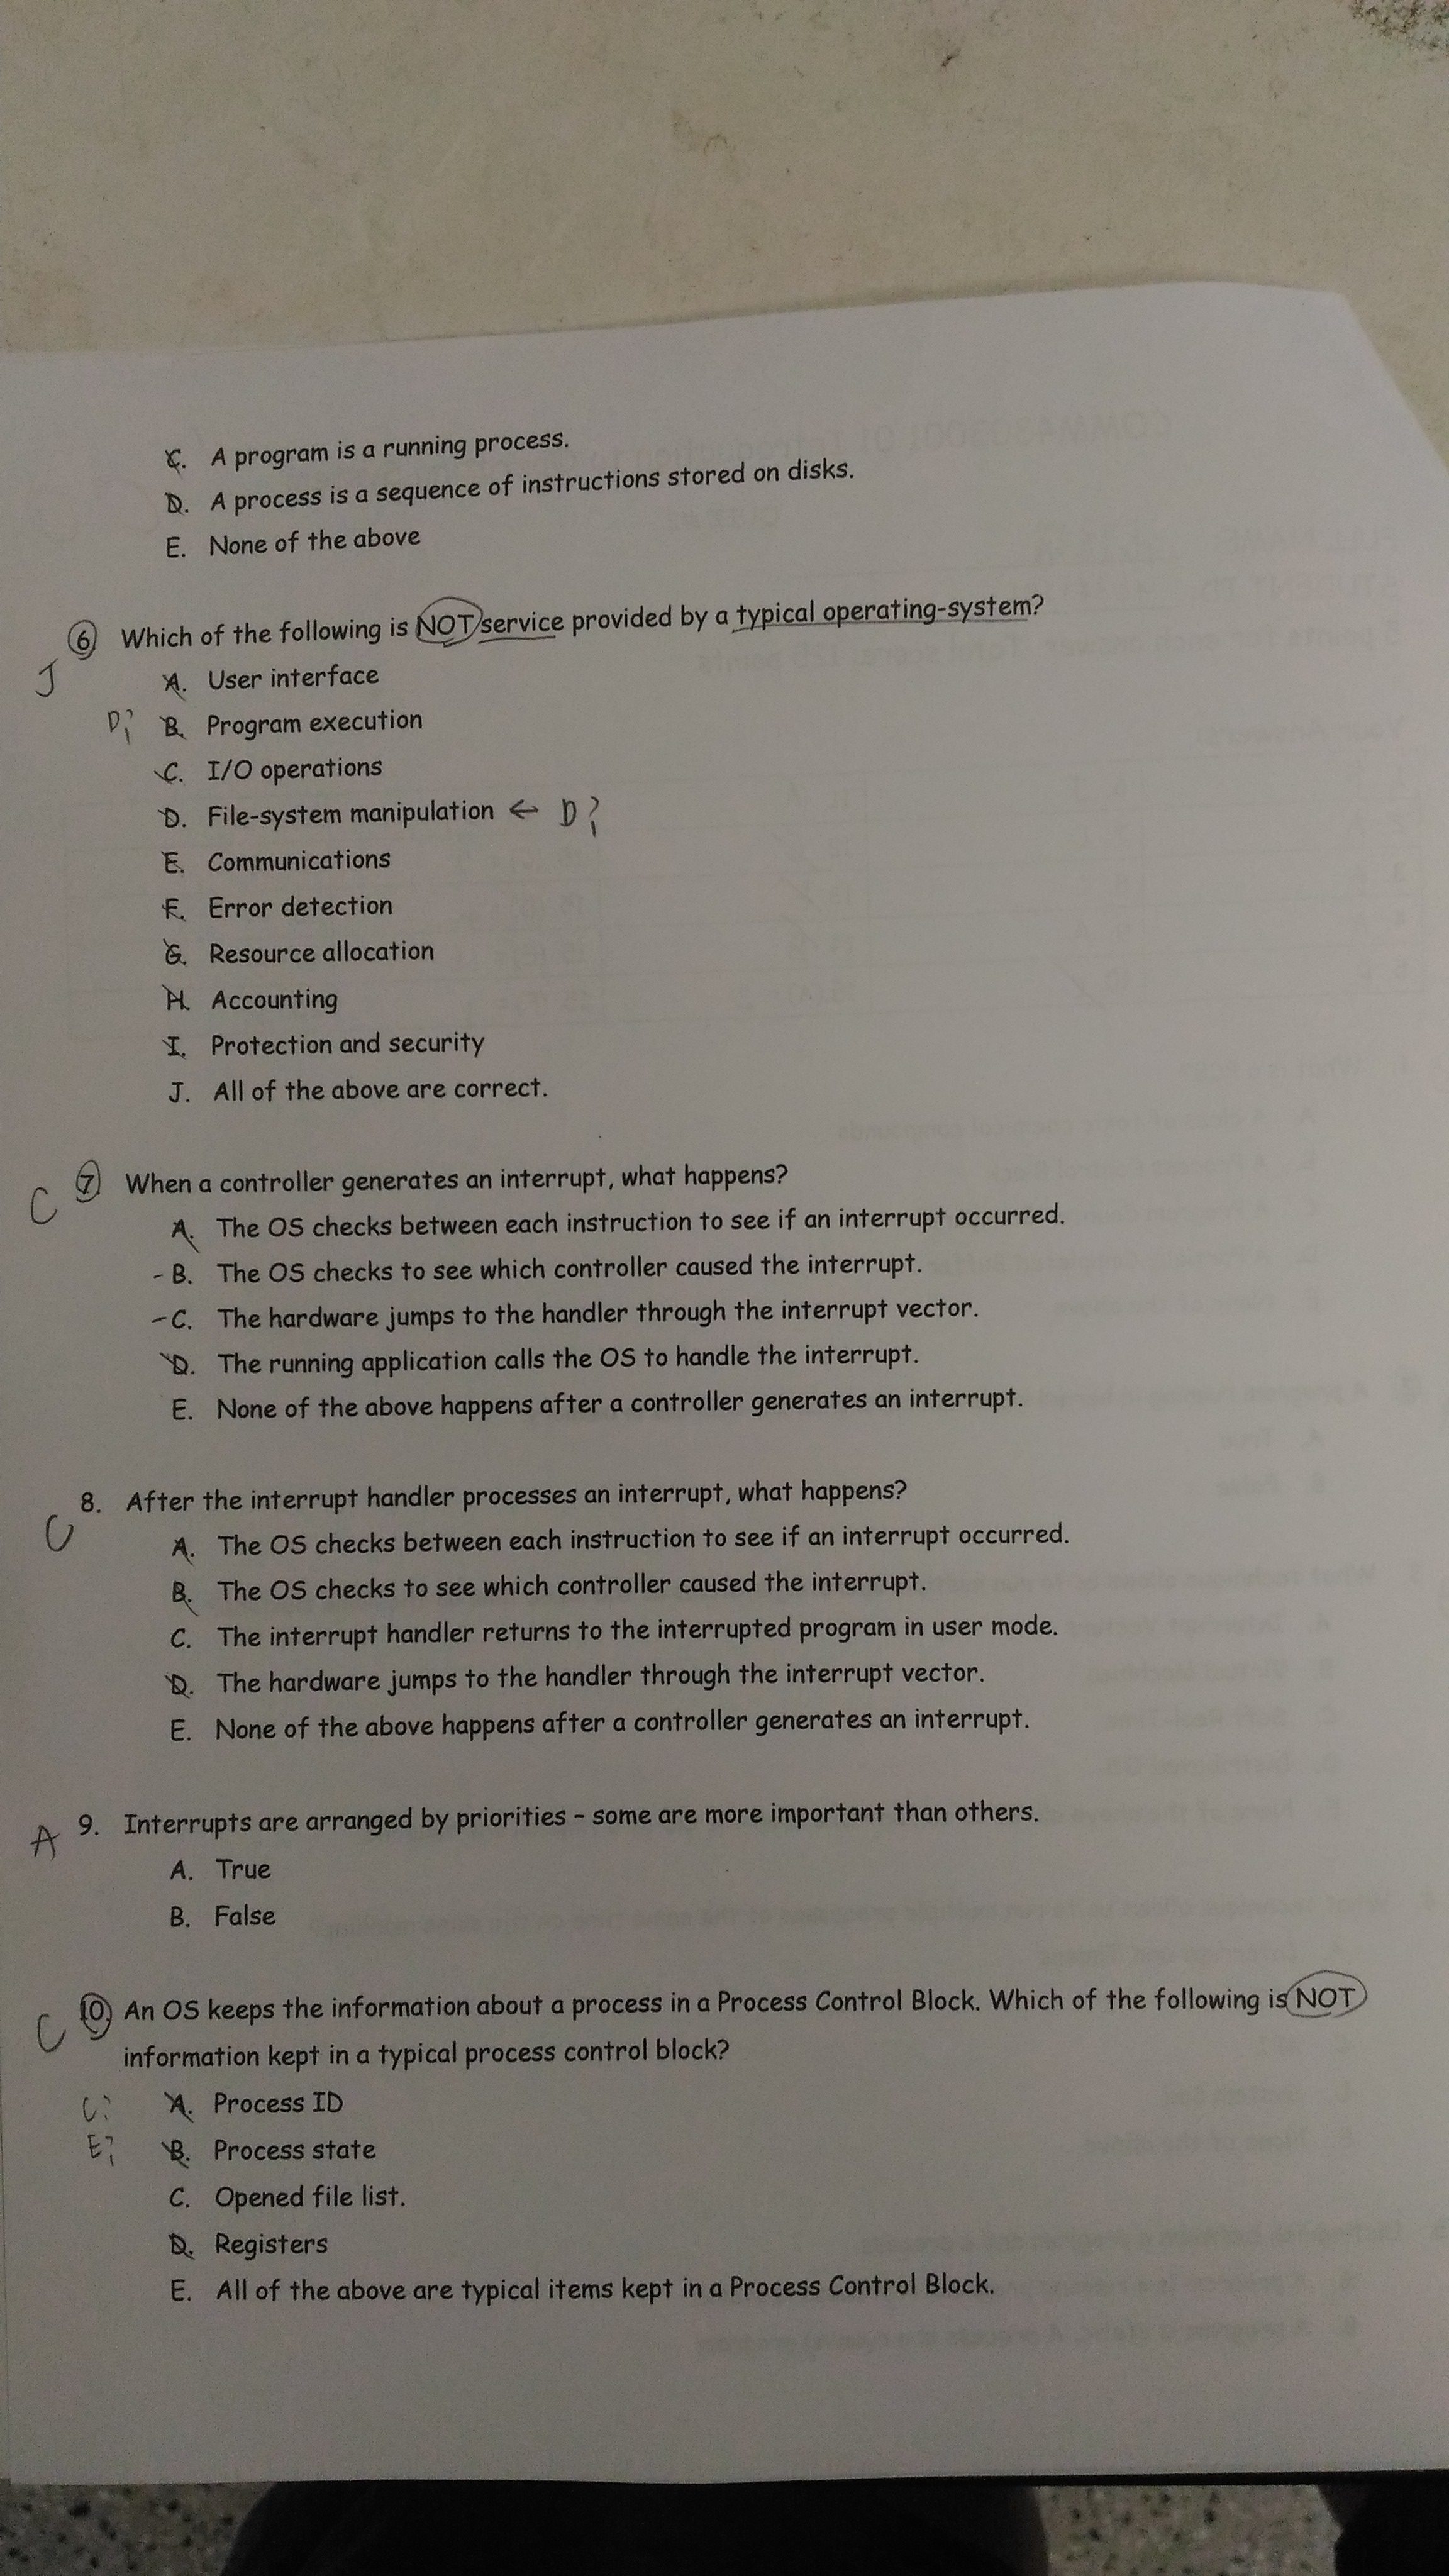 C. A program is a running process.
D. A process is a sequence of instructions stored on disks.
E. None of the above
6 Which of the following is NOT service provided by a typical operating-system?
J
A. User interface
D? B. Program execution
C. I/O operations
D. File-system manipulation ← D?
E. Communications
F. Error detection
G. Resource allocation
H. Accounting
I. Protection and security
J. All of the above are correct.
C 7. When a controller generates an interrupt, what happens?
A. The OS checks between each instruction to see if an interrupt occurred.
- B. The OS checks to see which controller caused the interrupt.
- C. The hardware jumps to the handler through the interrupt vector.
D. The running application calls the OS to handle the interrupt.
E. None of the above happens after a controller generates an interrupt.
8. After the interrupt handler processes an interrupt, what happens?
C
A. The OS checks between each instruction to see if an interrupt occurred.
B. The OS checks to see which controller caused the interrupt.
C. The interrupt handler returns to the interrupted program in user mode.
D. The hardware jumps to the handler through the interrupt vector.
E. None of the above happens after a controller generates an interrupt.
A 9. Interrupts are arranged by priorities – some are more important than others.
A. True
B. False
C 10. An OS keeps the information about a process in a Process Control Block. Which of the following is NOT
information kept in a typical process control block?
C? A. Process ID
E? B. Process state
C. Opened file list.
D. Registers
E. All of the above are typical items kept in a Process Control Block.